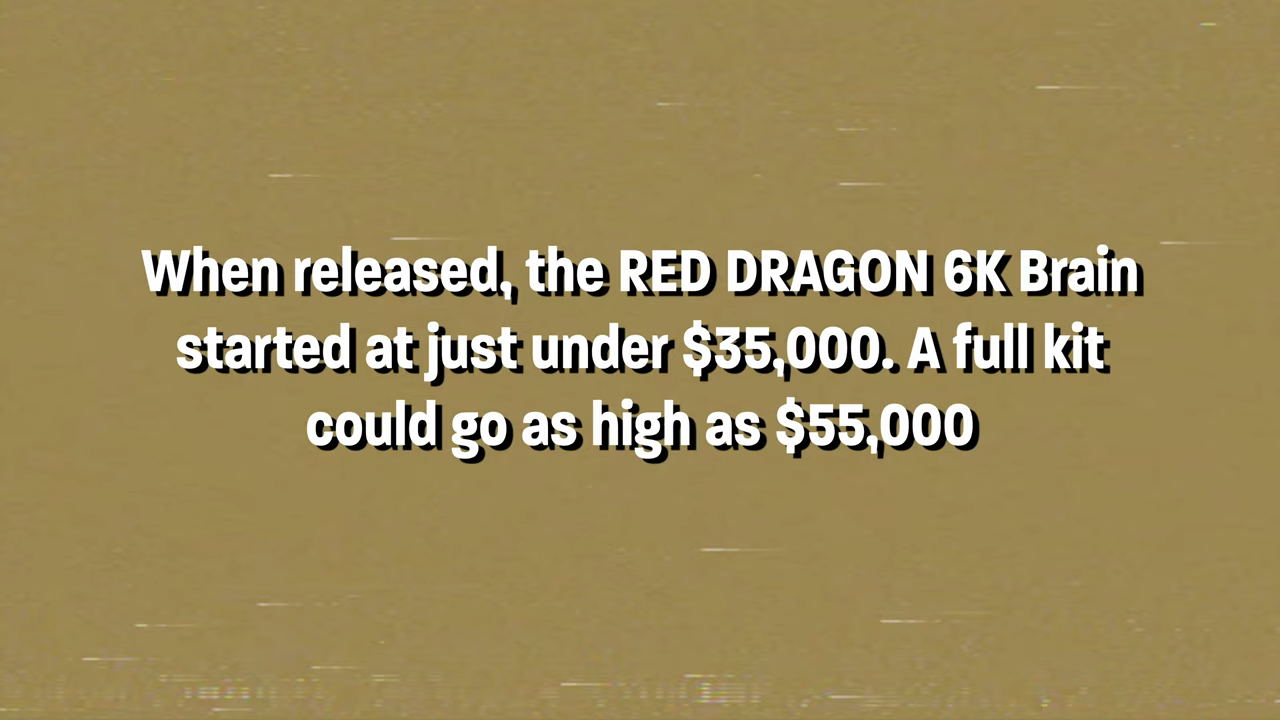 When released, the RED DRAGON 6K Brain
started at just under $35,000. A full kit
could go as high as $55,000